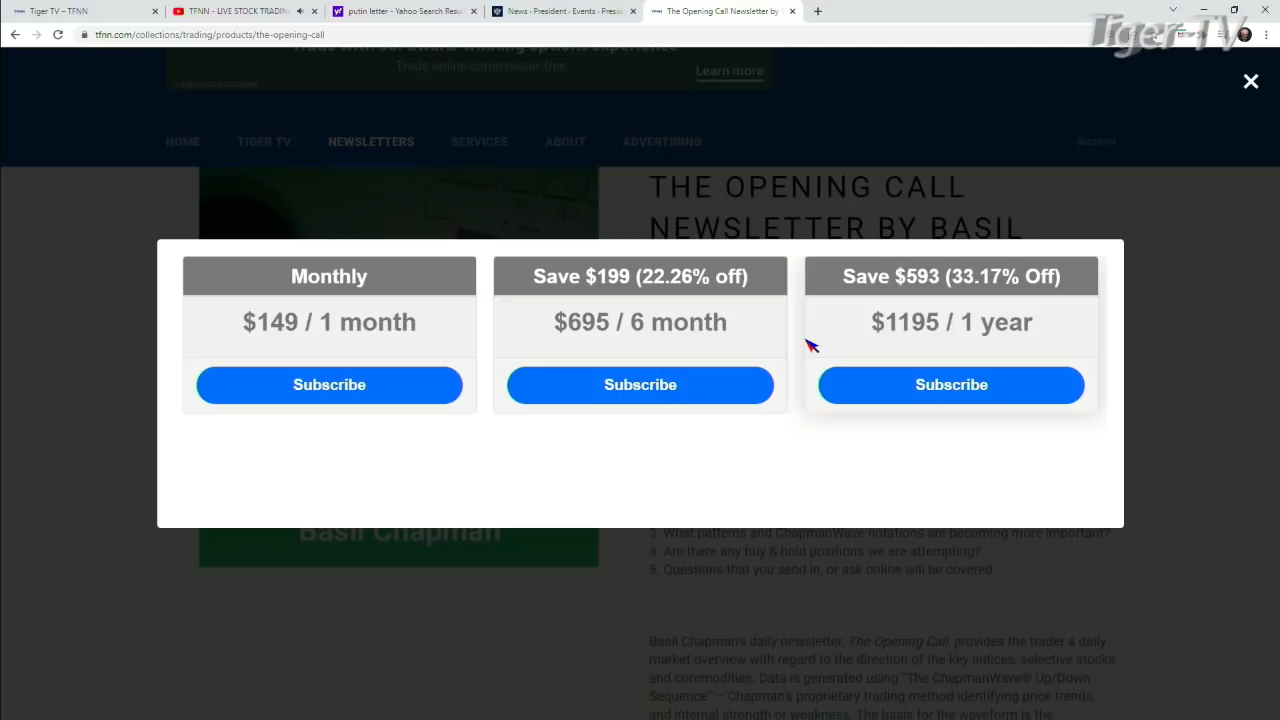 Tiger TV – TFNN
TFNN - LIVE STOCK TRADIN
putin letter - Yahoo Search Resu
News · President · Events · Presid
The Opening Call Newsletter by
tfnn.com/collections/trading/products/the-opening-call
Tiger TV
Trade with our award-winning options experience
Trade online commission-free.
Learn more
HOME
TIGER TV
NEWSLETTERS
SERVICES
ABOUT
ADVERTISING
Account
THE OPENING CALL
NEWSLETTER BY BASIL
Monthly
$149 / 1 month
Subscribe
Save $199 (22.26% off)
$695 / 6 month
Subscribe
Save $593 (33.17% Off)
$1195 / 1 year
Subscribe
Basil Chapman
3. What patterns and ChapmanWave notations are becoming more important?
4. Are there any buy & hold positions we are attempting?
5. Questions that you send in, or ask online will be covered
Basil Chapman's daily newsletter, The Opening Call, provides the trader a daily
market overview with regard to the direction of the key indices, selective stocks
and commodities. Data is generated using "The ChapmanWave® Up/Down
Sequence" – Chapman's proprietary trading method identifying price trends,
and internal strength or weakness. The basis for the waveform is the